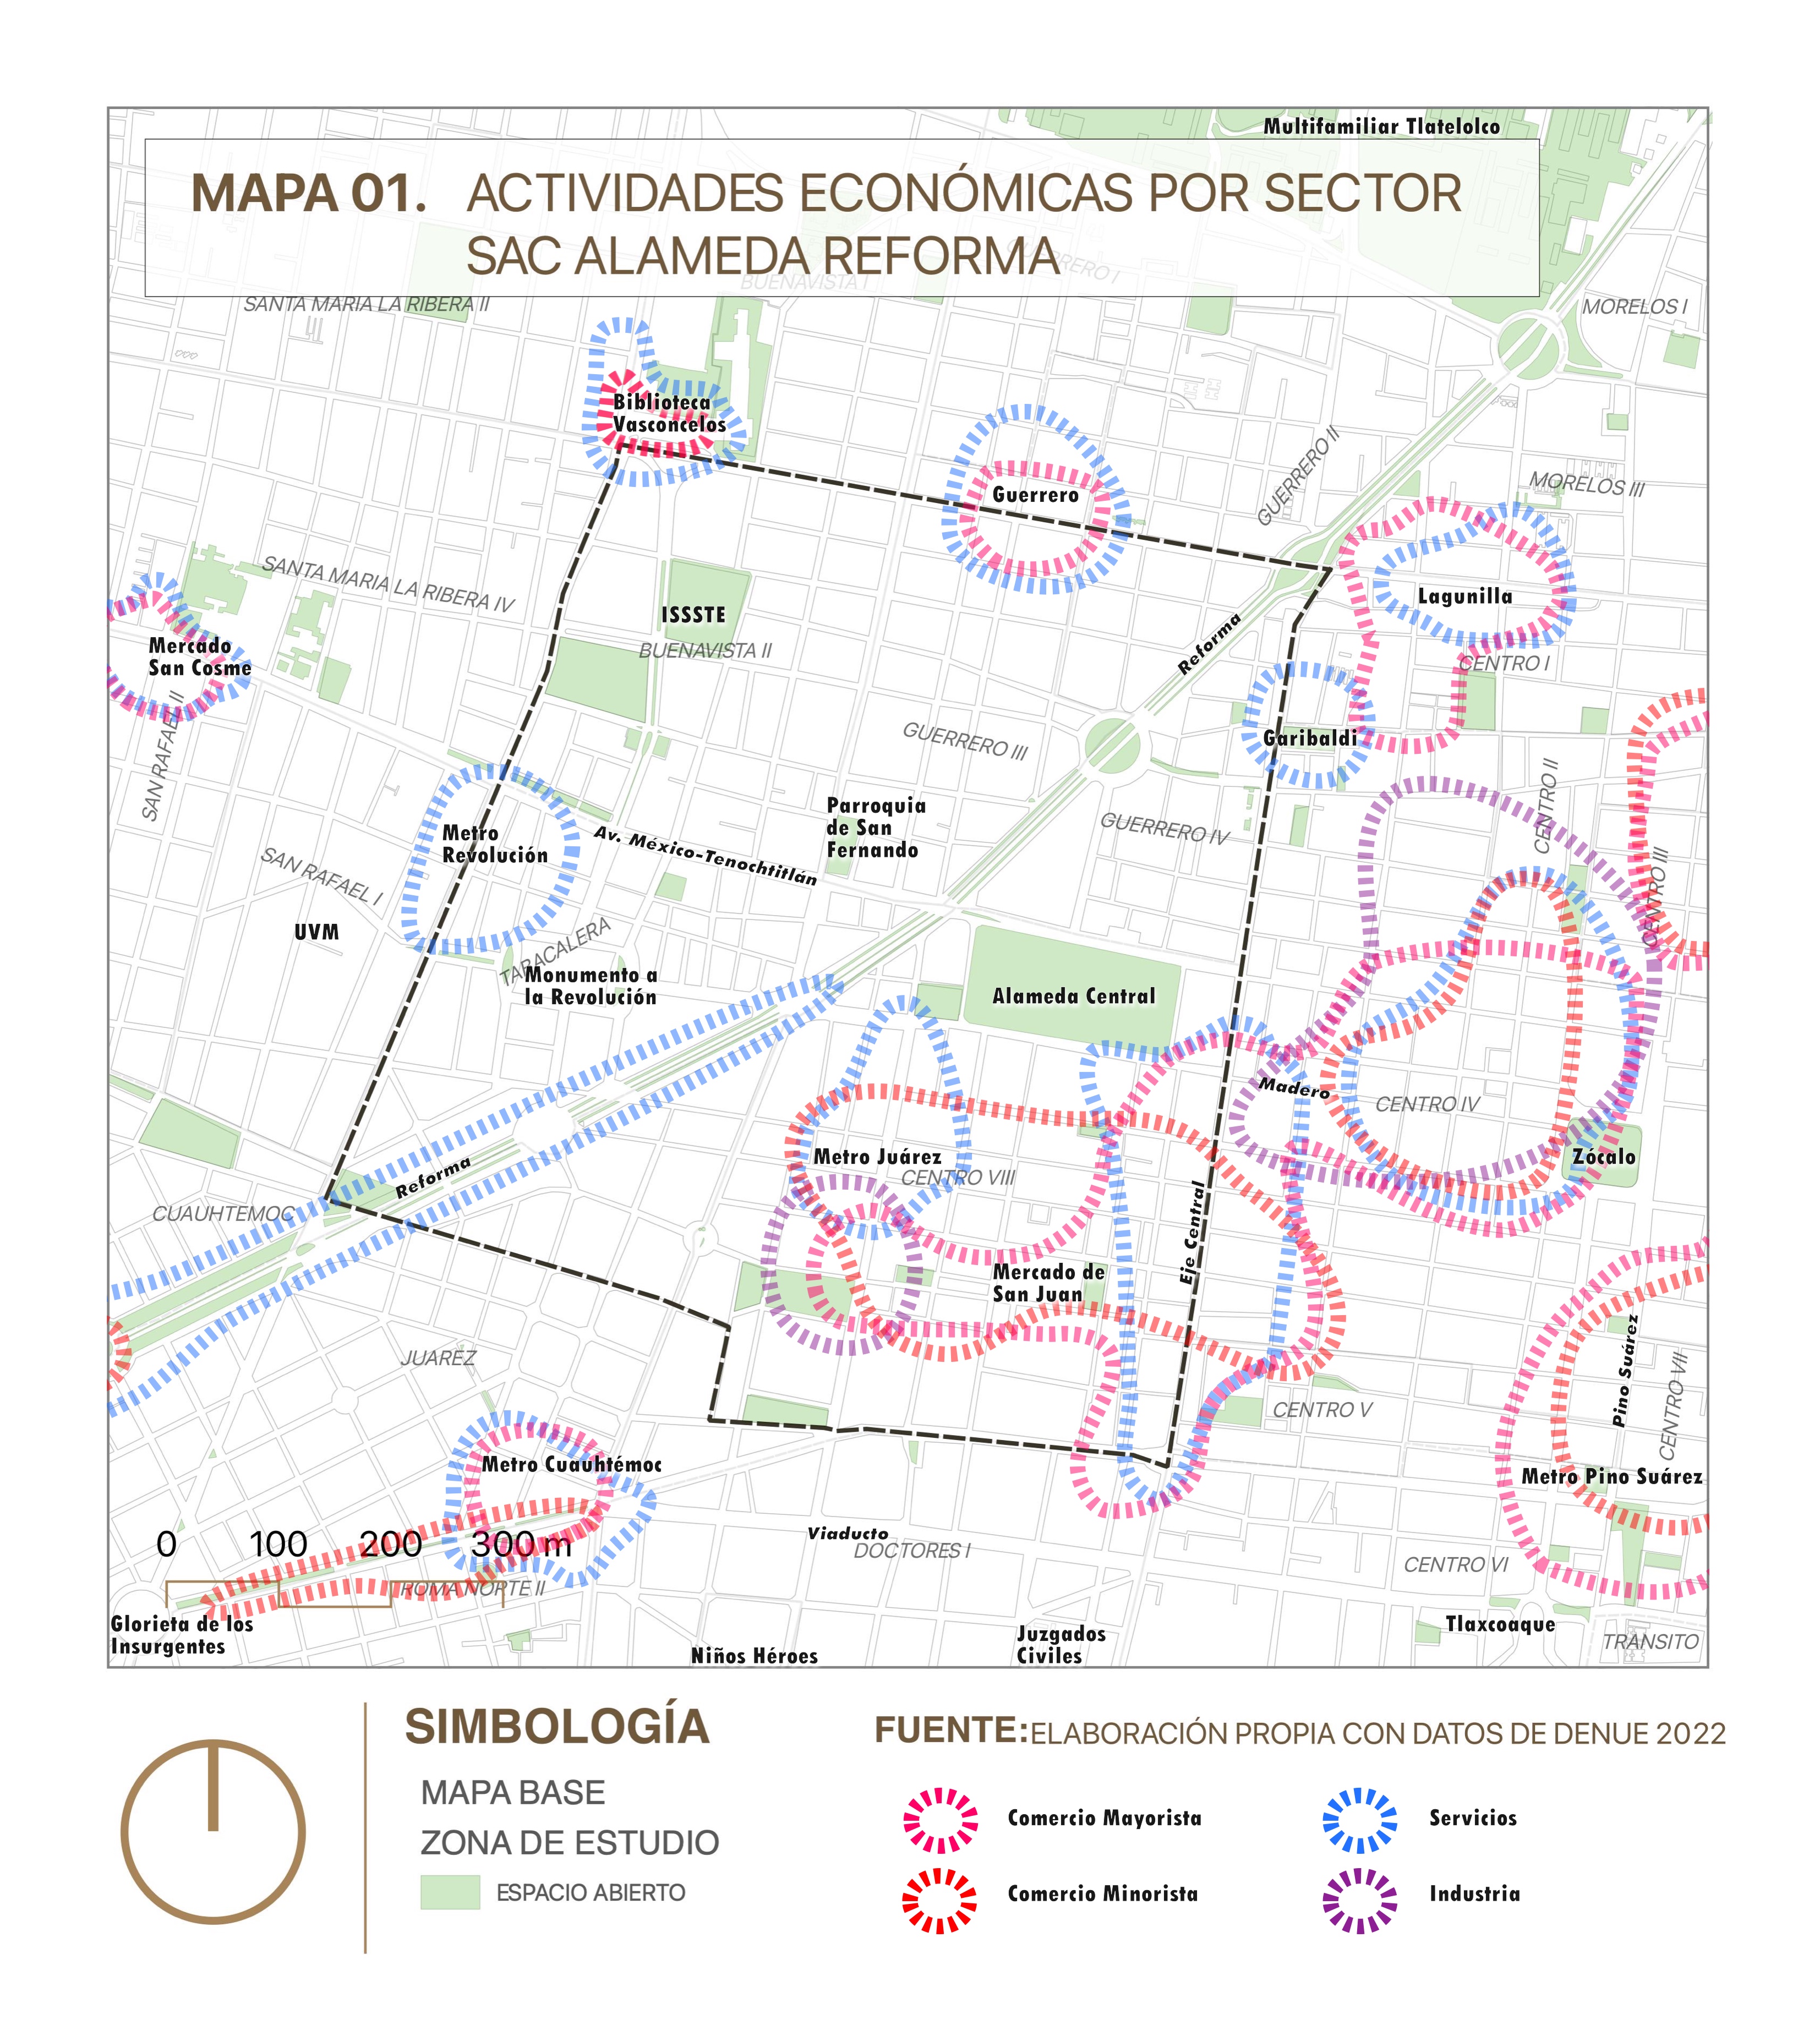 Multifamiliar Tlatelolco
MAPA 01. ACTIVIDADES ECONÓMICAS POR SECTOR
SAC ALAMEDA REFORMA
GUERRERO I
BUENAVISTA I
SANTA MARIA LA RIBERA II
MORELOS I
Biblioteca
Vasconcelos
GUERRERO II
MORELOS III
Guerrero
SANTA MARIA LA RIBERA IV
Lagunilla
ISSSTE
Reforma
Mercado
San Cosme
BUENAVISTA II
CENTRO I
SAN RAFAEL II
GUERRERO III
Garibaldi
CENTRO II
Parroquia
de San
Fernando
Metro
Revolución
Av. México-Tenochtitlán
GUERRERO IV
SAN RAFAEL I
CENTRO III
UVM
TABACALERA
Monumento a
la Revolución
Alameda Central
Madero
CENTRO IV
Metro Juárez
Zócalo
Reforma
CENTRO VIII
CUAUHTEMOC
Eje Central
Mercado de
San Juan
JUAREZ
Pino Suárez
CENTRO VII
CENTRO V
Metro Cuauhtémoc
Metro Pino Suárez
Viaducto
0 100 200 300 m
DOCTORES I
CENTRO VI
ROMA NORTE II
Glorieta de los
Insurgentes
Niños Héroes
Juzgados
Civiles
Tlaxcoaque
TRANSITO
SIMBOLOGÍA
MAPA BASE
ZONA DE ESTUDIO
ESPACIO ABIERTO
FUENTE: ELABORACIÓN PROPIA CON DATOS DE DENUE 2022
Comercio Mayorista
Servicios
Comercio Minorista
Industria